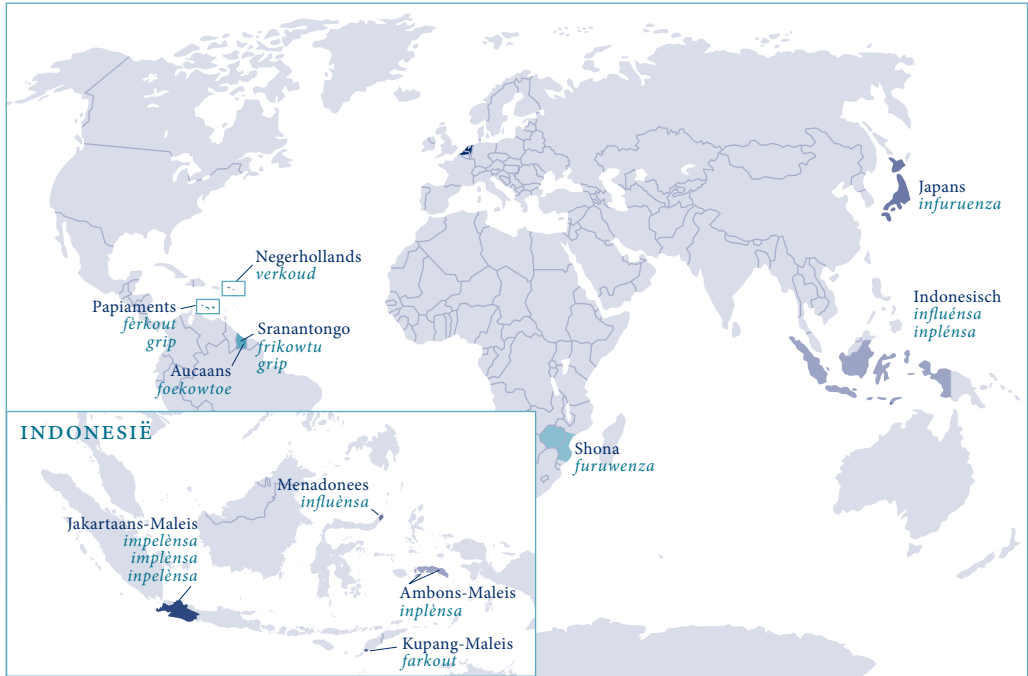 Japans
infuruenza
Negerhollands
verkoud
Papiaments
fèrkout
grip
Sranantongo
frikowtu
grip
Aucaans
foekowtoe
Indonesisch
influénsa
inplénsa
Shona
furuwenza
INDONESIË
Menadonees
influènsa
Jakartaans-Maleis
impelènsa
implènsa
inpelènsa
Ambons-Maleis
inplènsa
Kupang-Maleis
farkout